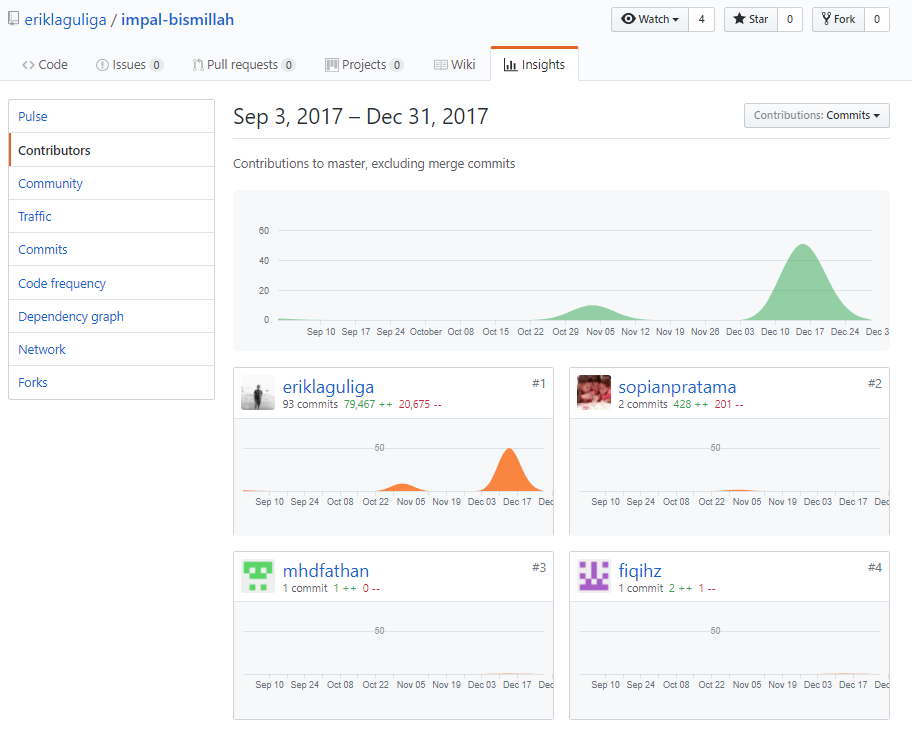 eriklaguliga / impal-bismillah
Watch 4 Star 0 Fork 0
Code Issues 0 Pull requests 0 Projects 0 Wiki Insights
Pulse
Contributors
Community
Traffic
Commits
Code frequency
Dependency graph
Network
Forks
Sep 3, 2017 – Dec 31, 2017
Contributions: Commits
Contributions to master, excluding merge commits
60
40
20
0
Sep 10 Sep 17 Sep 24 October Oct 08 Oct 15 Oct 22 Oct 29 Nov 05 Nov 12 Nov 19 Nov 26 Dec 03 Dec 10 Dec 17 Dec 24 Dec 3
eriklaguliga #1
93 commits 79,467 ++ 20,675 --
50
Sep 10 Sep 24 Oct 08 Oct 22 Nov 05 Nov 19 Dec 03 Dec 17 Dec
sopianpratama #2
2 commits 428 ++ 201 --
50
Sep 10 Sep 24 Oct 08 Oct 22 Nov 05 Nov 19 Dec 03 Dec 17 Dec
mhdfathan #3
1 commit 1 ++ 0 --
50
Sep 10 Sep 24 Oct 08 Oct 22 Nov 05 Nov 19 Dec 03 Dec 17 Dec
fiqihz #4
1 commit 2 ++ 1 --
50
Sep 10 Sep 24 Oct 08 Oct 22 Nov 05 Nov 19 Dec 03 Dec 17 Dec